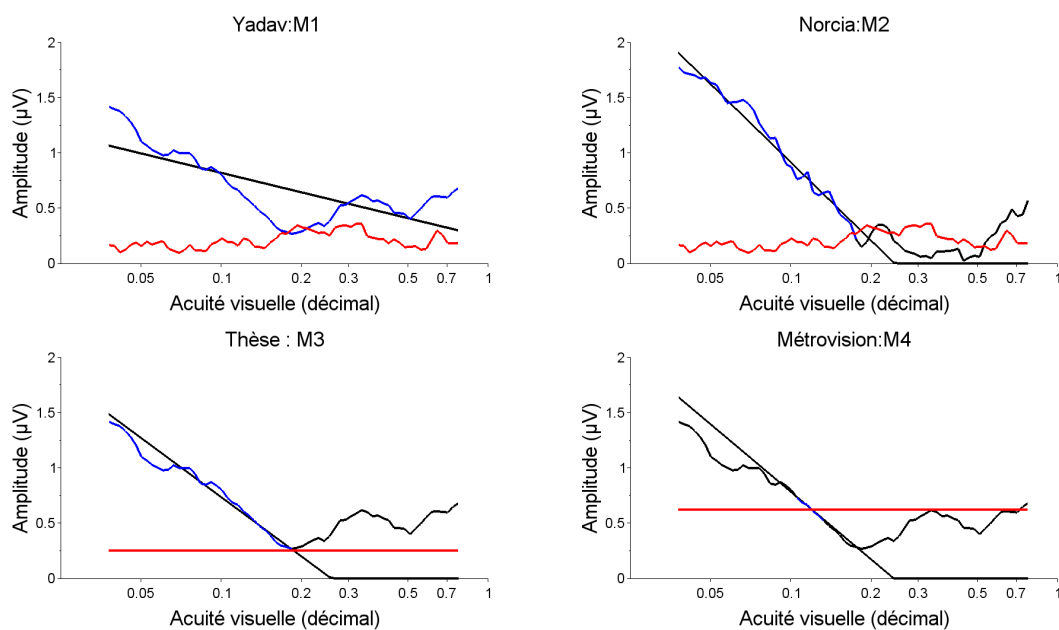 Yadav:M1
Amplitude (µV)
2
1.5
1
0.5
0
0.05 0.1 0.2 0.3 0.5 0.7 1
Acuité visuelle (décimal)
Norcia:M2
Amplitude (µV)
2
1.5
1
0.5
0
0.05 0.1 0.2 0.3 0.5 0.7 1
Acuité visuelle (décimal)
Thèse : M3
Amplitude (µV)
2
1.5
1
0.5
0
0.05 0.1 0.2 0.3 0.5 0.7 1
Acuité visuelle (décimal)
Métrovision:M4
Amplitude (µV)
2
1.5
1
0.5
0
0.05 0.1 0.2 0.3 0.5 0.7 1
Acuité visuelle (décimal)